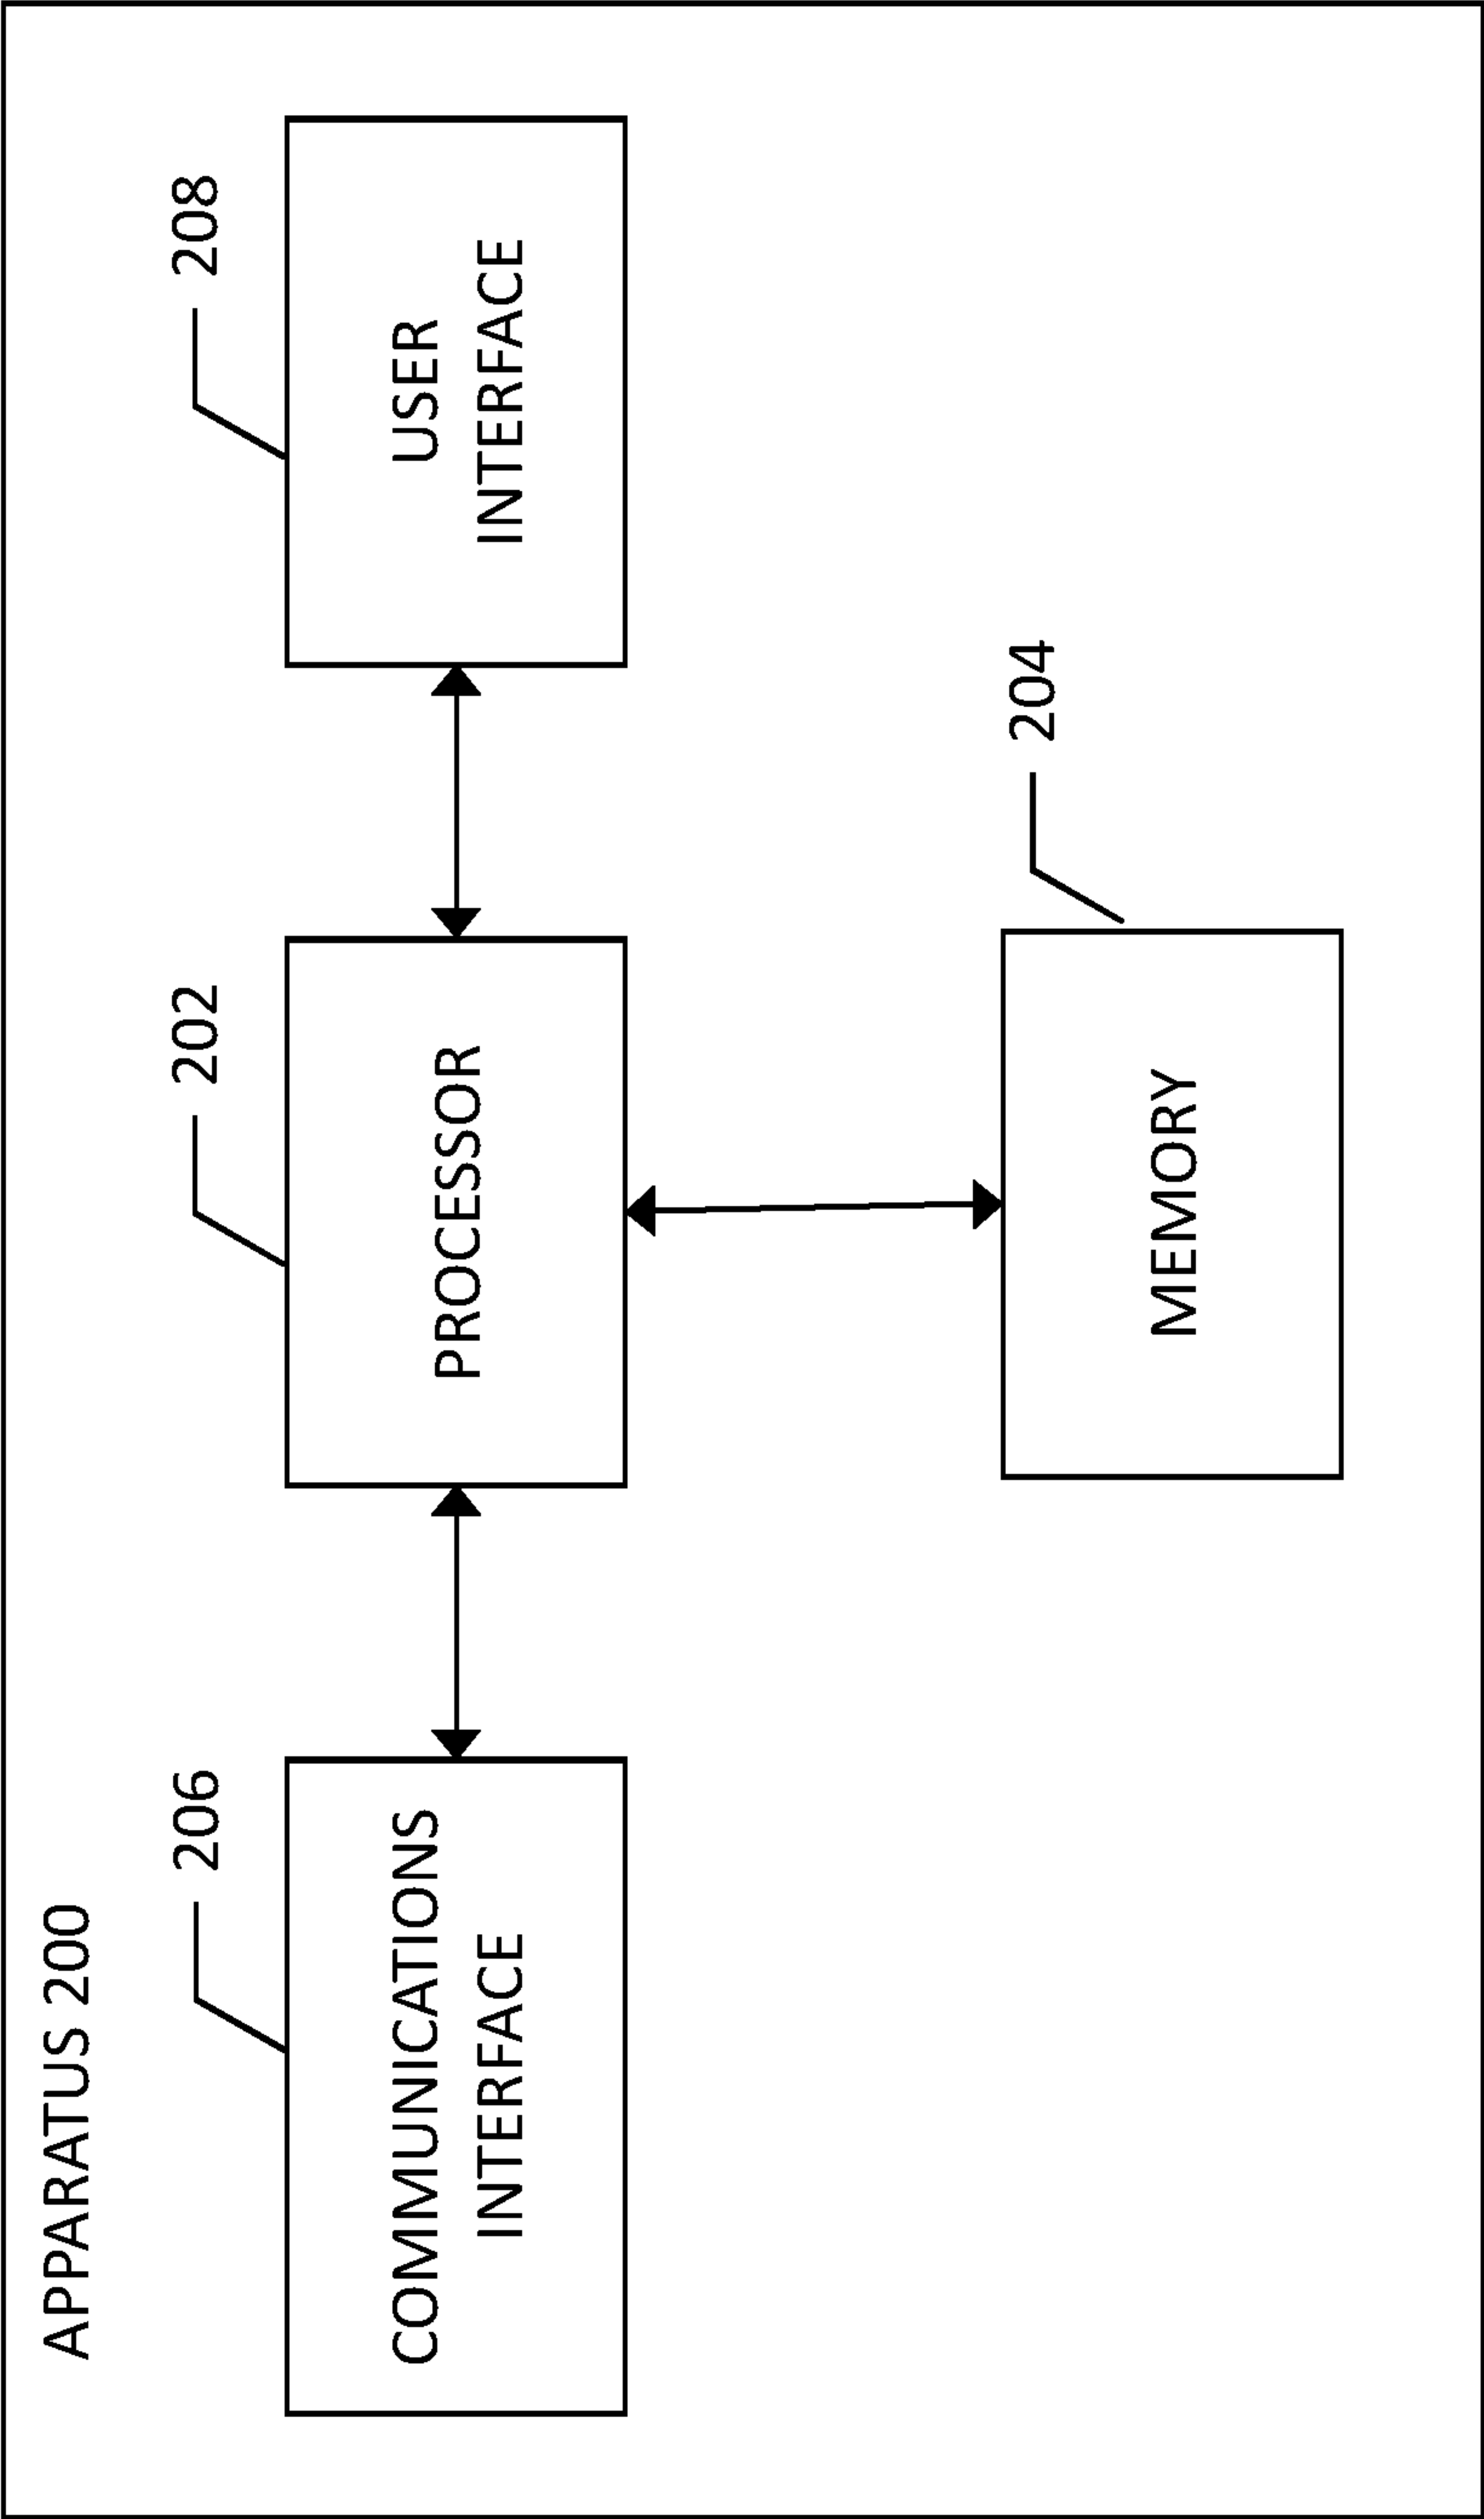 APPARATUS 200
206
202
208
COMMUNICATIONS
INTERFACE
PROCESSOR
USER
INTERFACE
204
MEMORY